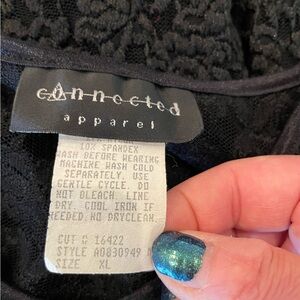 connected
apparel
10% SPANDEX
WASH BEFORE WEARING
MACHINE WASH COLD
SEPARATELY. USE
GENTLE CYCLE. DO
NOT BLEACH. LINE
DRY. COOL IRON IF
NEEDED. NO DRYCLEAN.
CUT # 16422
STYLE A0830949
SIZE XL